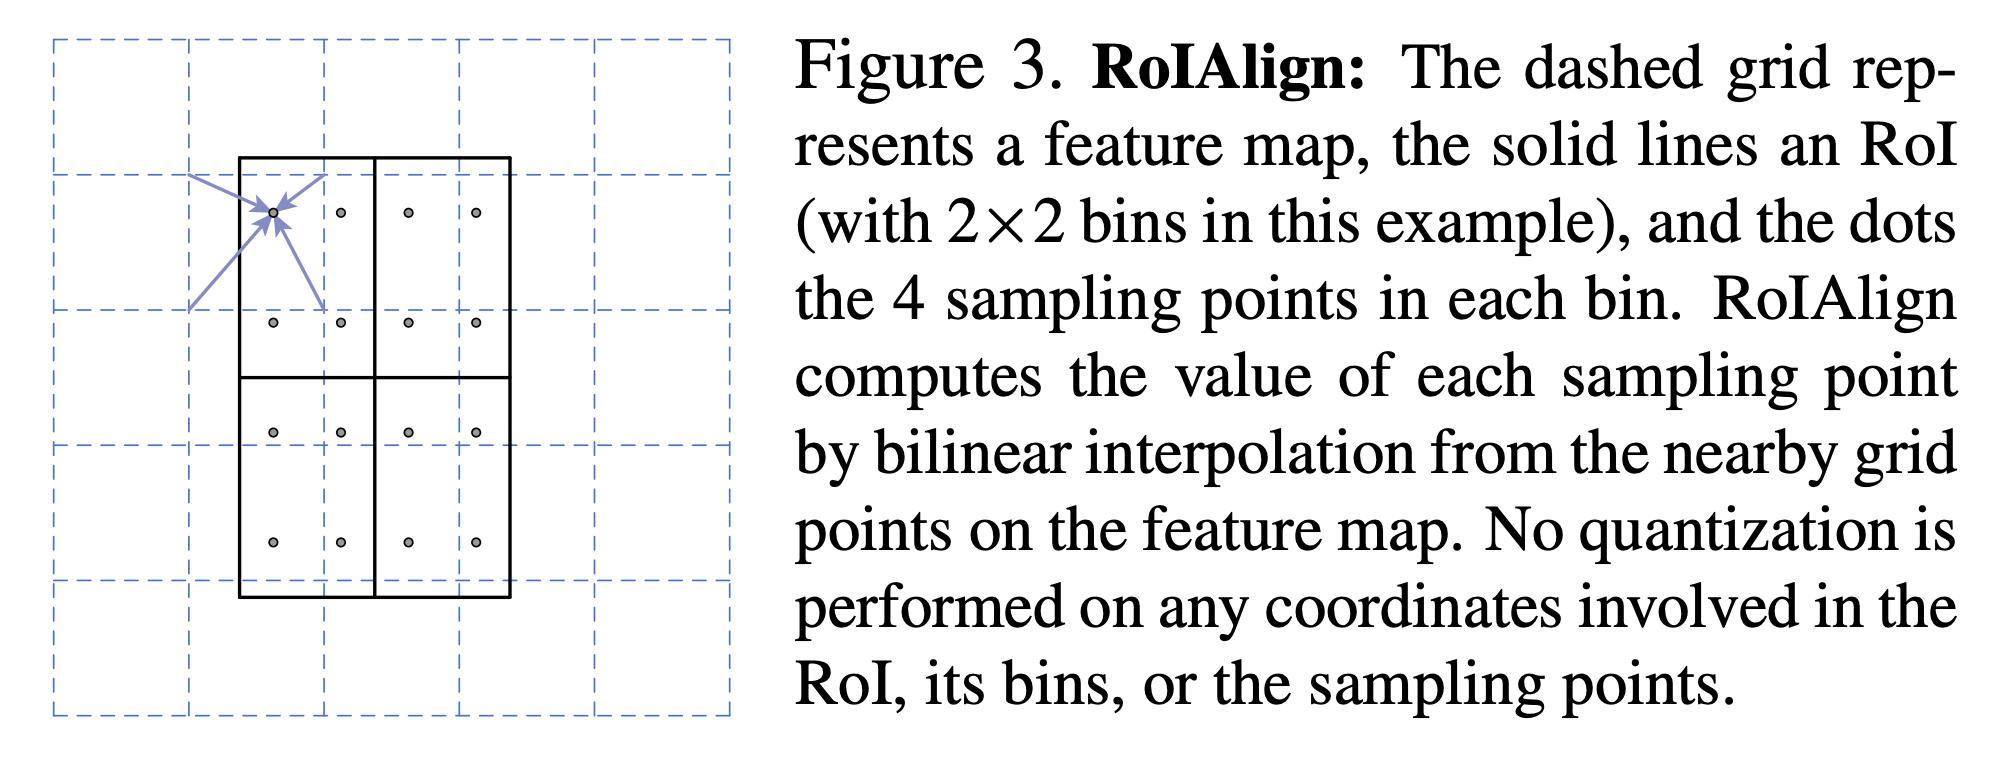 Figure 3. RoIAlign: The dashed grid rep-
resents a feature map, the solid lines an RoI
(with 2×2 bins in this example), and the dots
the 4 sampling points in each bin. RoIAlign
computes the value of each sampling point
by bilinear interpolation from the nearby grid
points on the feature map. No quantization is
performed on any coordinates involved in the
RoI, its bins, or the sampling points.